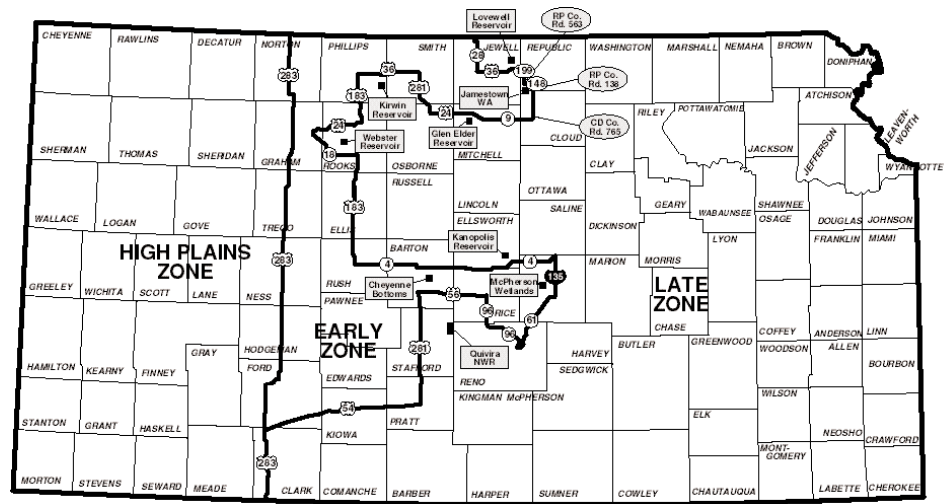 Lovewell
Reservoir
RP Co.
Rd. 563
CHEYENNE
RAWLINS
DECATUR
NORTON
PHILLIPS
SMITH
JEWELL
REPUBLIC
WASHINGTON
MARSHALL
NEMAHA
BROWN
DONIPHAN
28
36
199
148
283
36
281
183
Kirwin
Reservoir
Jamestown
WA
RP Co.
Rd. 138
ATCHISON
24
24
9
Glen Elder
Reservoir
CD Co.
Rd. 765
CLOUD
RILEY
POTTAWATOMIE
JACKSON
JEFFERSON
LEAVEN-
WORTH
WYANDOTTE
Webster
Reservoir
18
SHERMAN
THOMAS
SHERIDAN
GRAHAM
ROOKS
OSBORNE
MITCHELL
CLAY
RUSSELL
LINCOLN
OTTAWA
183
WALLACE
LOGAN
GOVE
TREGO
ELLIS
ELLSWORTH
SALINE
DICKINSON
GEARY
WABAUNSEE
SHAWNEE
OSAGE
DOUGLAS
JOHNSON
FRANKLIN
MIAMI
LYON
MORRIS
MARION
BARTON
Kanopolis
Reservoir
HIGH PLAINS
ZONE
283
4
4
RUSH
Cheyenne
Bottoms
McPherson
Wetlands
135
LATE
ZONE
GREELEY
WICHITA
SCOTT
LANE
NESS
PAWNEE
56
96
RICE
61
96
CHASE
EARLY
ZONE
281
Quivira
NWR
HODGEMAN
GRAY
FORD
STAFFORD
RENO
HARVEY
SEDGWICK
BUTLER
GREENWOOD
COFFEY
ANDERSON
LINN
WOODSON
ALLEN
BOURBON
HAMILTON
KEARNY
FINNEY
EDWARDS
KINGMAN
McPHERSON
WILSON
54
STANTON
GRANT
HASKELL
KIOWA
PRATT
ELK
NEOSHO
CRAWFORD
MONT-
GOMERY
283
MORTON
STEVENS
SEWARD
MEADE
CLARK
COMANCHE
BARBER
HARPER
SUMNER
COWLEY
CHAUTAUQUA
LABETTE
CHEROKEE